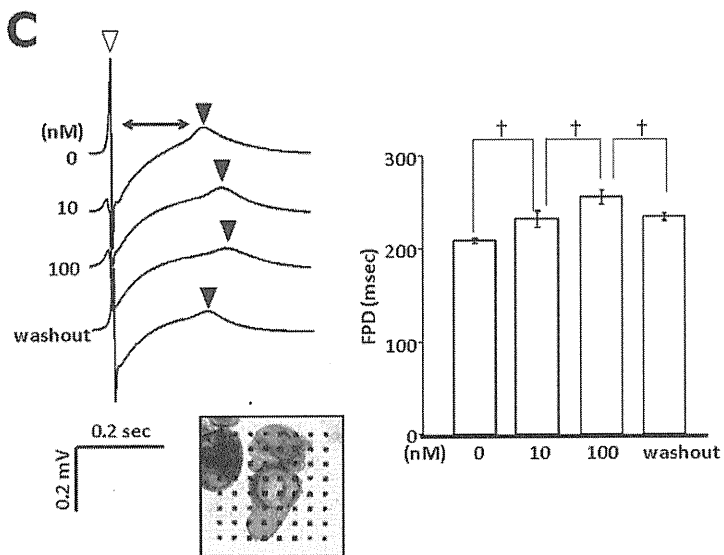 C
(nM)
0
10
100
washout
0.2 sec
0.2 mV
† † †
300
200
100
0
FPD (msec)
(nM) 0 10 100 washout